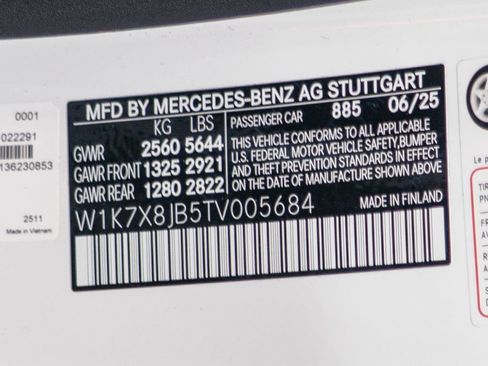 0001
022291
136230853
2511
Made in Vietnam
MFD BY MERCEDES-BENZ AG STUTTGART
KG LBS
GVWR 2560 5644
GAWR FRONT 1325 2921
GAWR REAR 1280 2822
PASSENGER CAR 885 06/25
THIS VEHICLE CONFORMS TO ALL APPLICABLE
U.S. FEDERAL MOTOR VEHICLE SAFETY,BUMPER
AND THEFT PREVENTION STANDARDS IN EFFECT
ON THE DATE OF MANUFACTURE SHOWN ABOVE.
W1K7X8JB5TV005684
MADE IN FINLAND
Le p